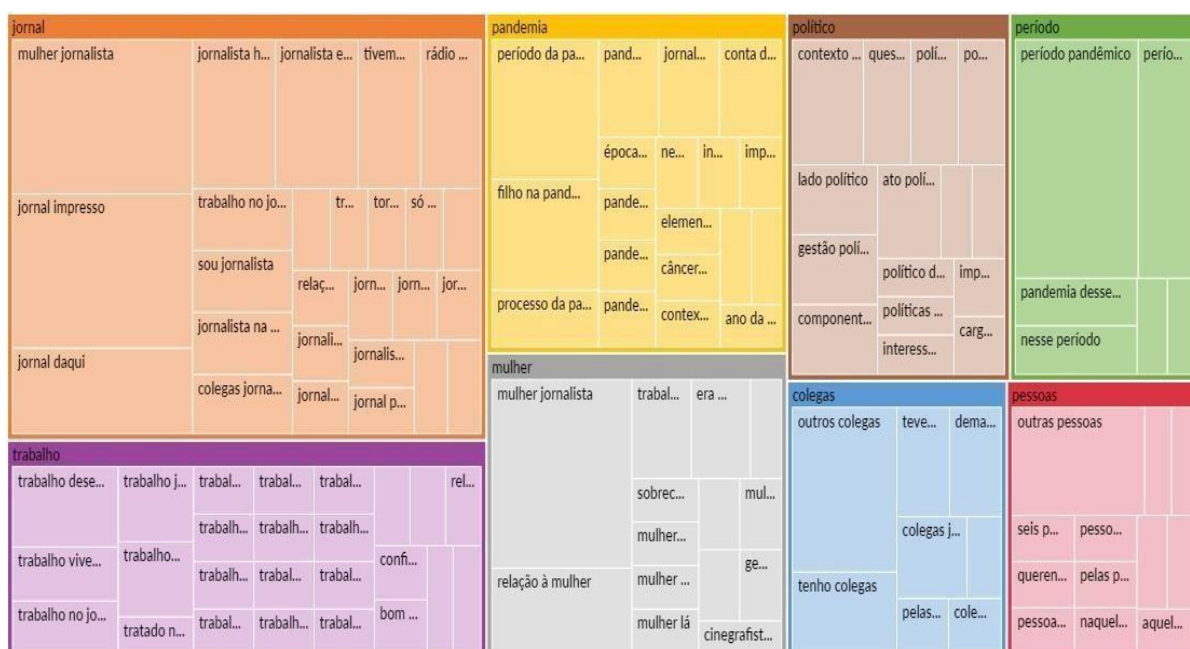 jornal
mulher jornalista
jornalista h...
jornalista e...
tivem...
rádio ...
jornal impresso
trabalho no jo...
tr...
tor...
só ...
sou jornalista
relaç...
jorn...
jorn...
jor...
jornalista na ...
jornali...
jornalis...
jornal daqui
colegas jorna...
jornal...
jornal p...
pandemia
período da pa...
pand...
jornal...
conta d...
época...
ne...
in...
imp...
filho na pand...
pande...
elemen...
pande...
câncer...
processo da pa...
pande...
contex...
ano da ...
político
contexto ...
ques...
polí...
po...
lado político
ato polí...
gestão polí...
político d...
imp...
component...
políticas ...
carg...
interess...
período
período pandêmico
perío...
pandemia desse...
nesse período
trabalho
trabalho dese...
trabalho j...
trabal...
trabal...
trabal...
rel...
trabalh...
trabalh...
trabalh...
trabalho vive...
trabalho...
trabalh...
trabal...
trabal...
confi...
trabalho no jo...
tratado n...
trabal...
trabalh...
trabal...
bom ...
mulher
mulher jornalista
trabal...
era ...
sobrec...
mul...
mulher...
relação à mulher
mulher ...
ge...
mulher lá
cinegrafist...
colegas
outros colegas
teve...
dema...
colegas j...
tenho colegas
pelas...
cole...
pessoas
outras pessoas
seis p...
pesso...
queren...
pelas p...
pessoa...
naquel...
aquel...